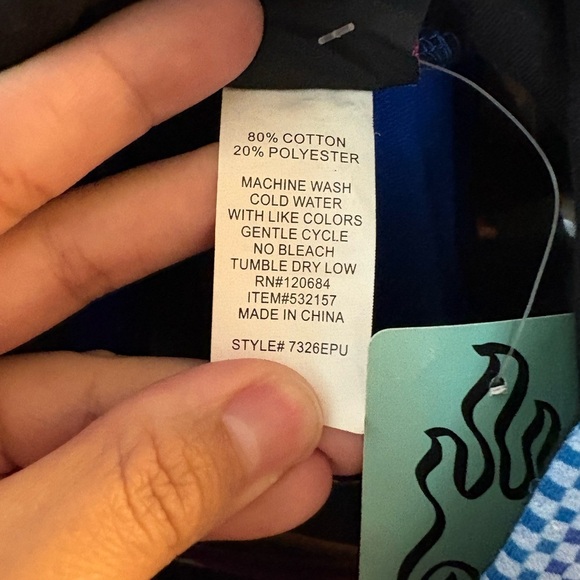 80% COTTON
20% POLYESTER
MACHINE WASH
COLD WATER
WITH LIKE COLORS
GENTLE CYCLE
NO BLEACH
TUMBLE DRY LOW
RN#120684
ITEM#532157
MADE IN CHINA
STYLE# 7326EPU